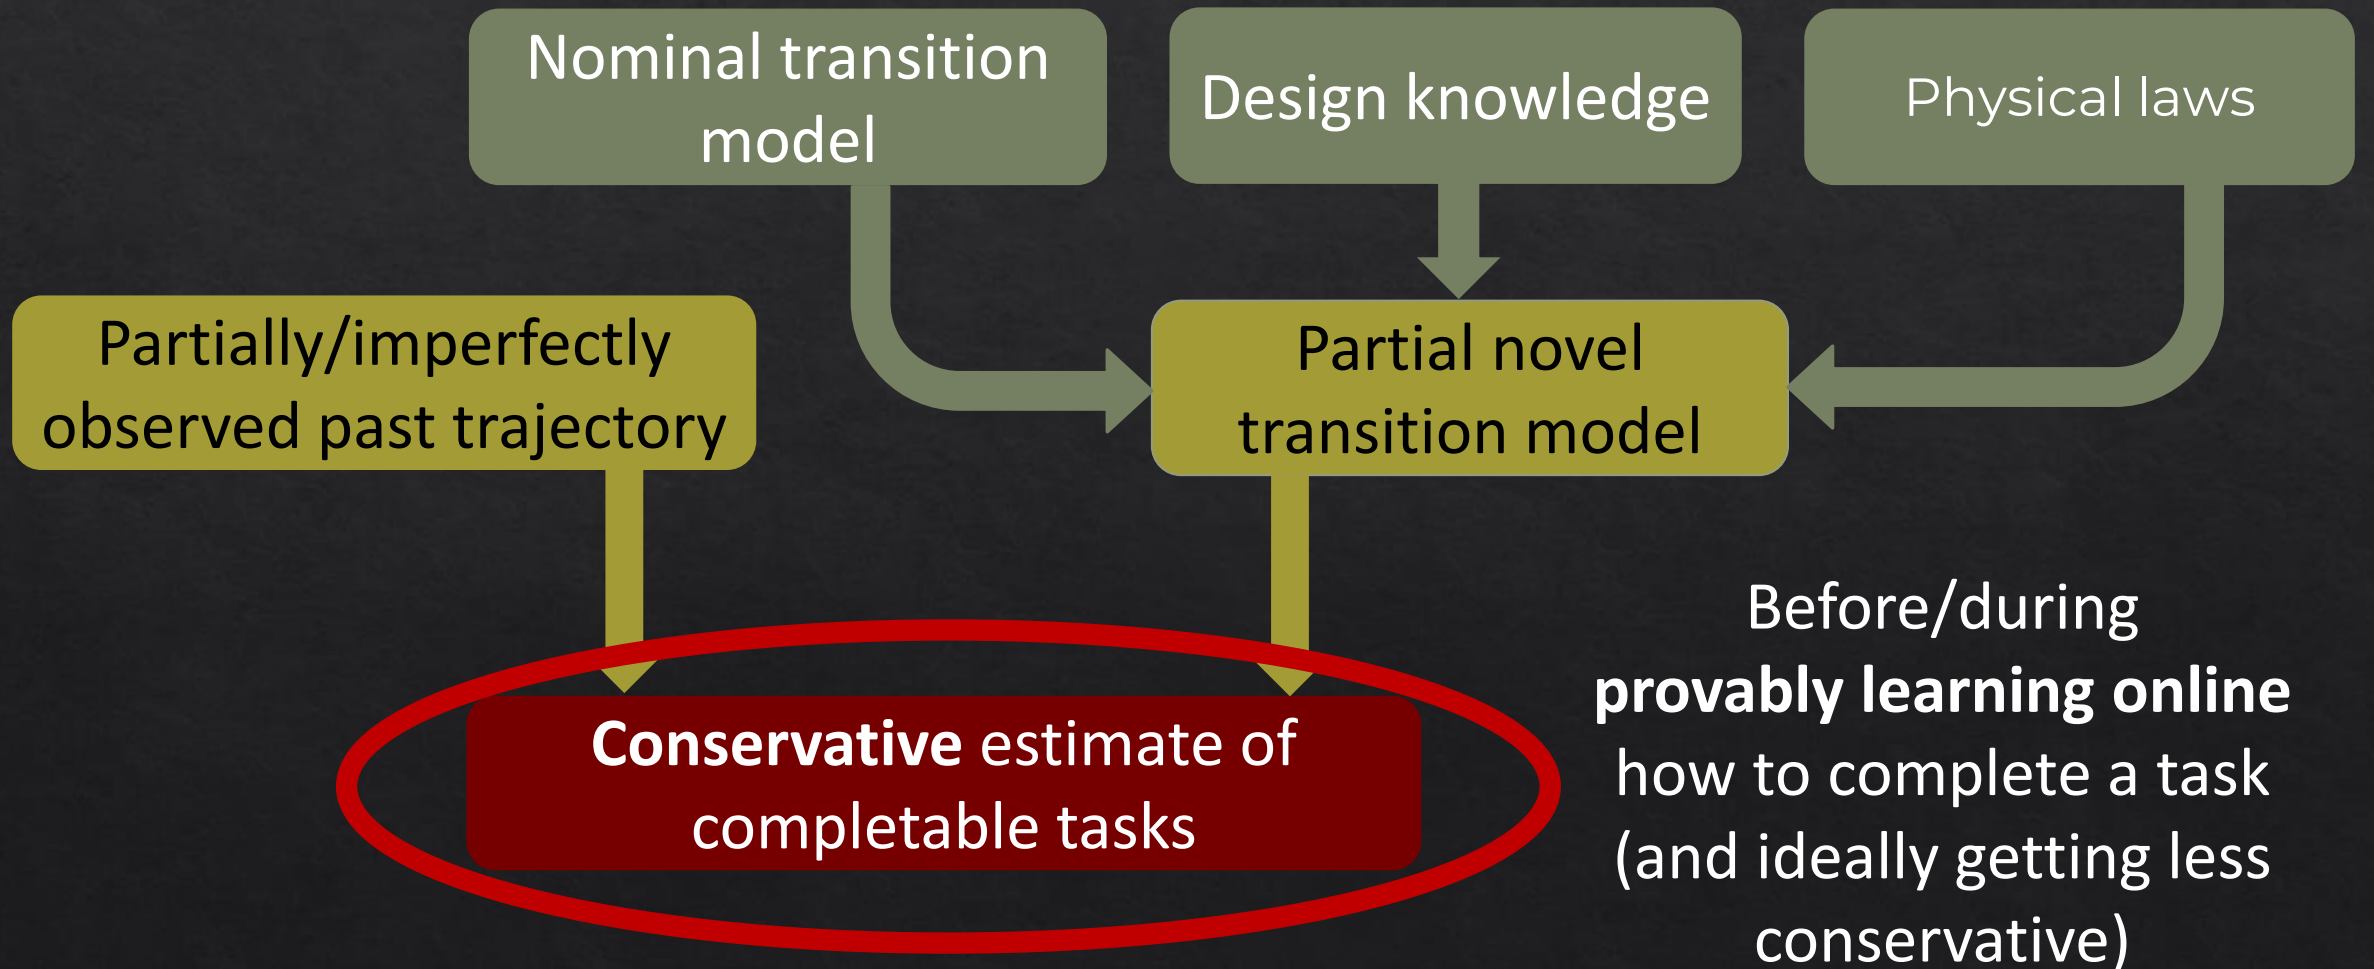 Nominal transition
model
Design knowledge
Physical laws
Partially/imperfectly
observed past trajectory
Partial novel
transition model
Conservative estimate of
completable tasks
Before/during
provably learning online
how to complete a task
(and ideally getting less
conservative)